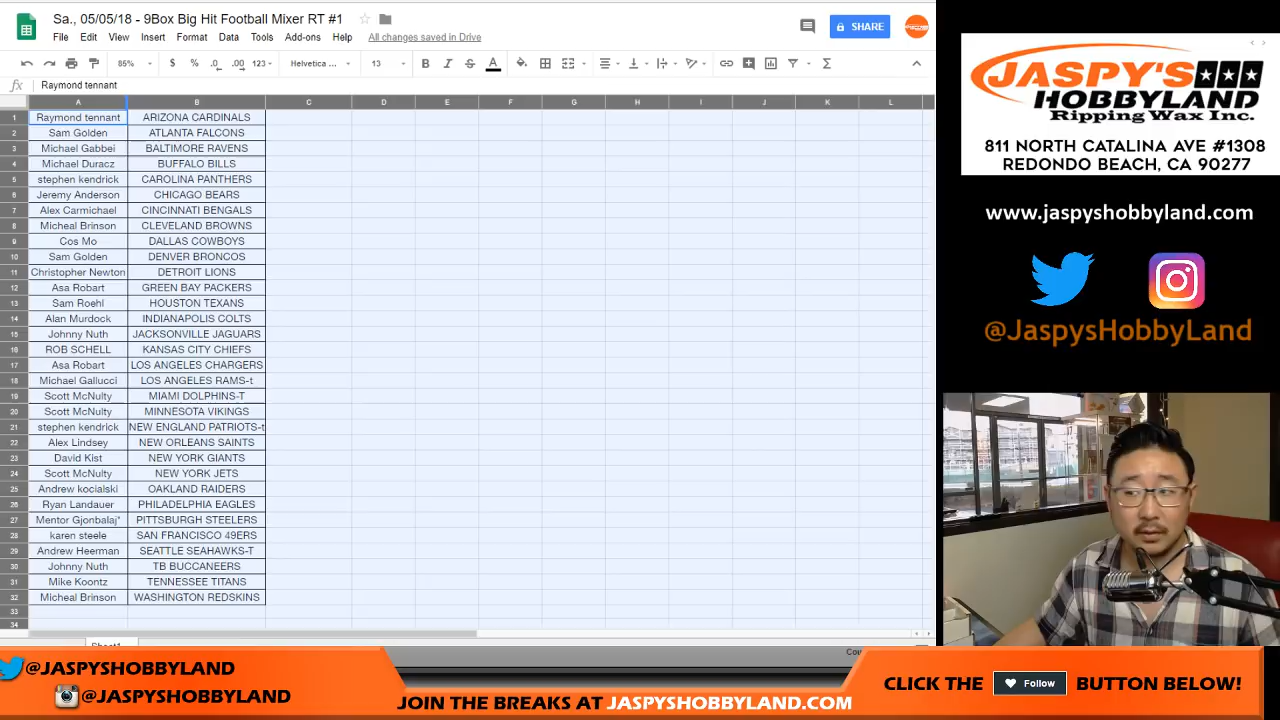 Sa., 05/05/18 - 9Box Big Hit Football Mixer RT #1
File Edit View Insert Format Data Tools Add-ons Help All changes saved in Drive
SHARE
85% $ % .0 .00 123 Helvetica ... 13 B I S A
fx Raymond tennant
A B C D E F G H I J K L
1 Raymond tennant ARIZONA CARDINALS
2 Sam Golden ATLANTA FALCONS
3 Michael Gabbei BALTIMORE RAVENS
4 Michael Duracz BUFFALO BILLS
5 stephen kendrick CAROLINA PANTHERS
6 Jeremy Anderson CHICAGO BEARS
7 Alex Carmichael CINCINNATI BENGALS
8 Micheal Brinson CLEVELAND BROWNS
9 Cos Mo DALLAS COWBOYS
10 Sam Golden DENVER BRONCOS
11 Christopher Newton DETROIT LIONS
12 Asa Robart GREEN BAY PACKERS
13 Sam Roehl HOUSTON TEXANS
14 Alan Murdock INDIANAPOLIS COLTS
15 Johnny Nuth JACKSONVILLE JAGUARS
16 ROB SCHELL KANSAS CITY CHIEFS
17 Asa Robart LOS ANGELES CHARGERS
18 Michael Gallucci LOS ANGELES RAMS-t
19 Scott McNulty MIAMI DOLPHINS-T
20 Scott McNulty MINNESOTA VIKINGS
21 stephen kendrick NEW ENGLAND PATRIOTS-t
22 Alex Lindsey NEW ORLEANS SAINTS
23 David Kist NEW YORK GIANTS
24 Scott McNulty NEW YORK JETS
25 Andrew kocialski OAKLAND RAIDERS
26 Ryan Landauer PHILADELPHIA EAGLES
27 Mentor Gjonbalaj* PITTSBURGH STEELERS
28 karen steele SAN FRANCISCO 49ERS
29 Andrew Heerman SEATTLE SEAHAWKS-T
30 Johnny Nuth TB BUCCANEERS
31 Mike Koontz TENNESSEE TITANS
32 Micheal Brinson WASHINGTON REDSKINS
33
34
JASPY'S
HOBBYLAND
Ripping Wax Inc.
811 NORTH CATALINA AVE #1308
REDONDO BEACH, CA 90277
www.jaspyshobbyland.com
@JaspysHobbyLand
@JASPYSHOBBYLAND
@JASPYSHOBBYLAND
JOIN THE BREAKS AT JASPYSHOBBYLAND.COM
CLICK THE Follow BUTTON BELOW!